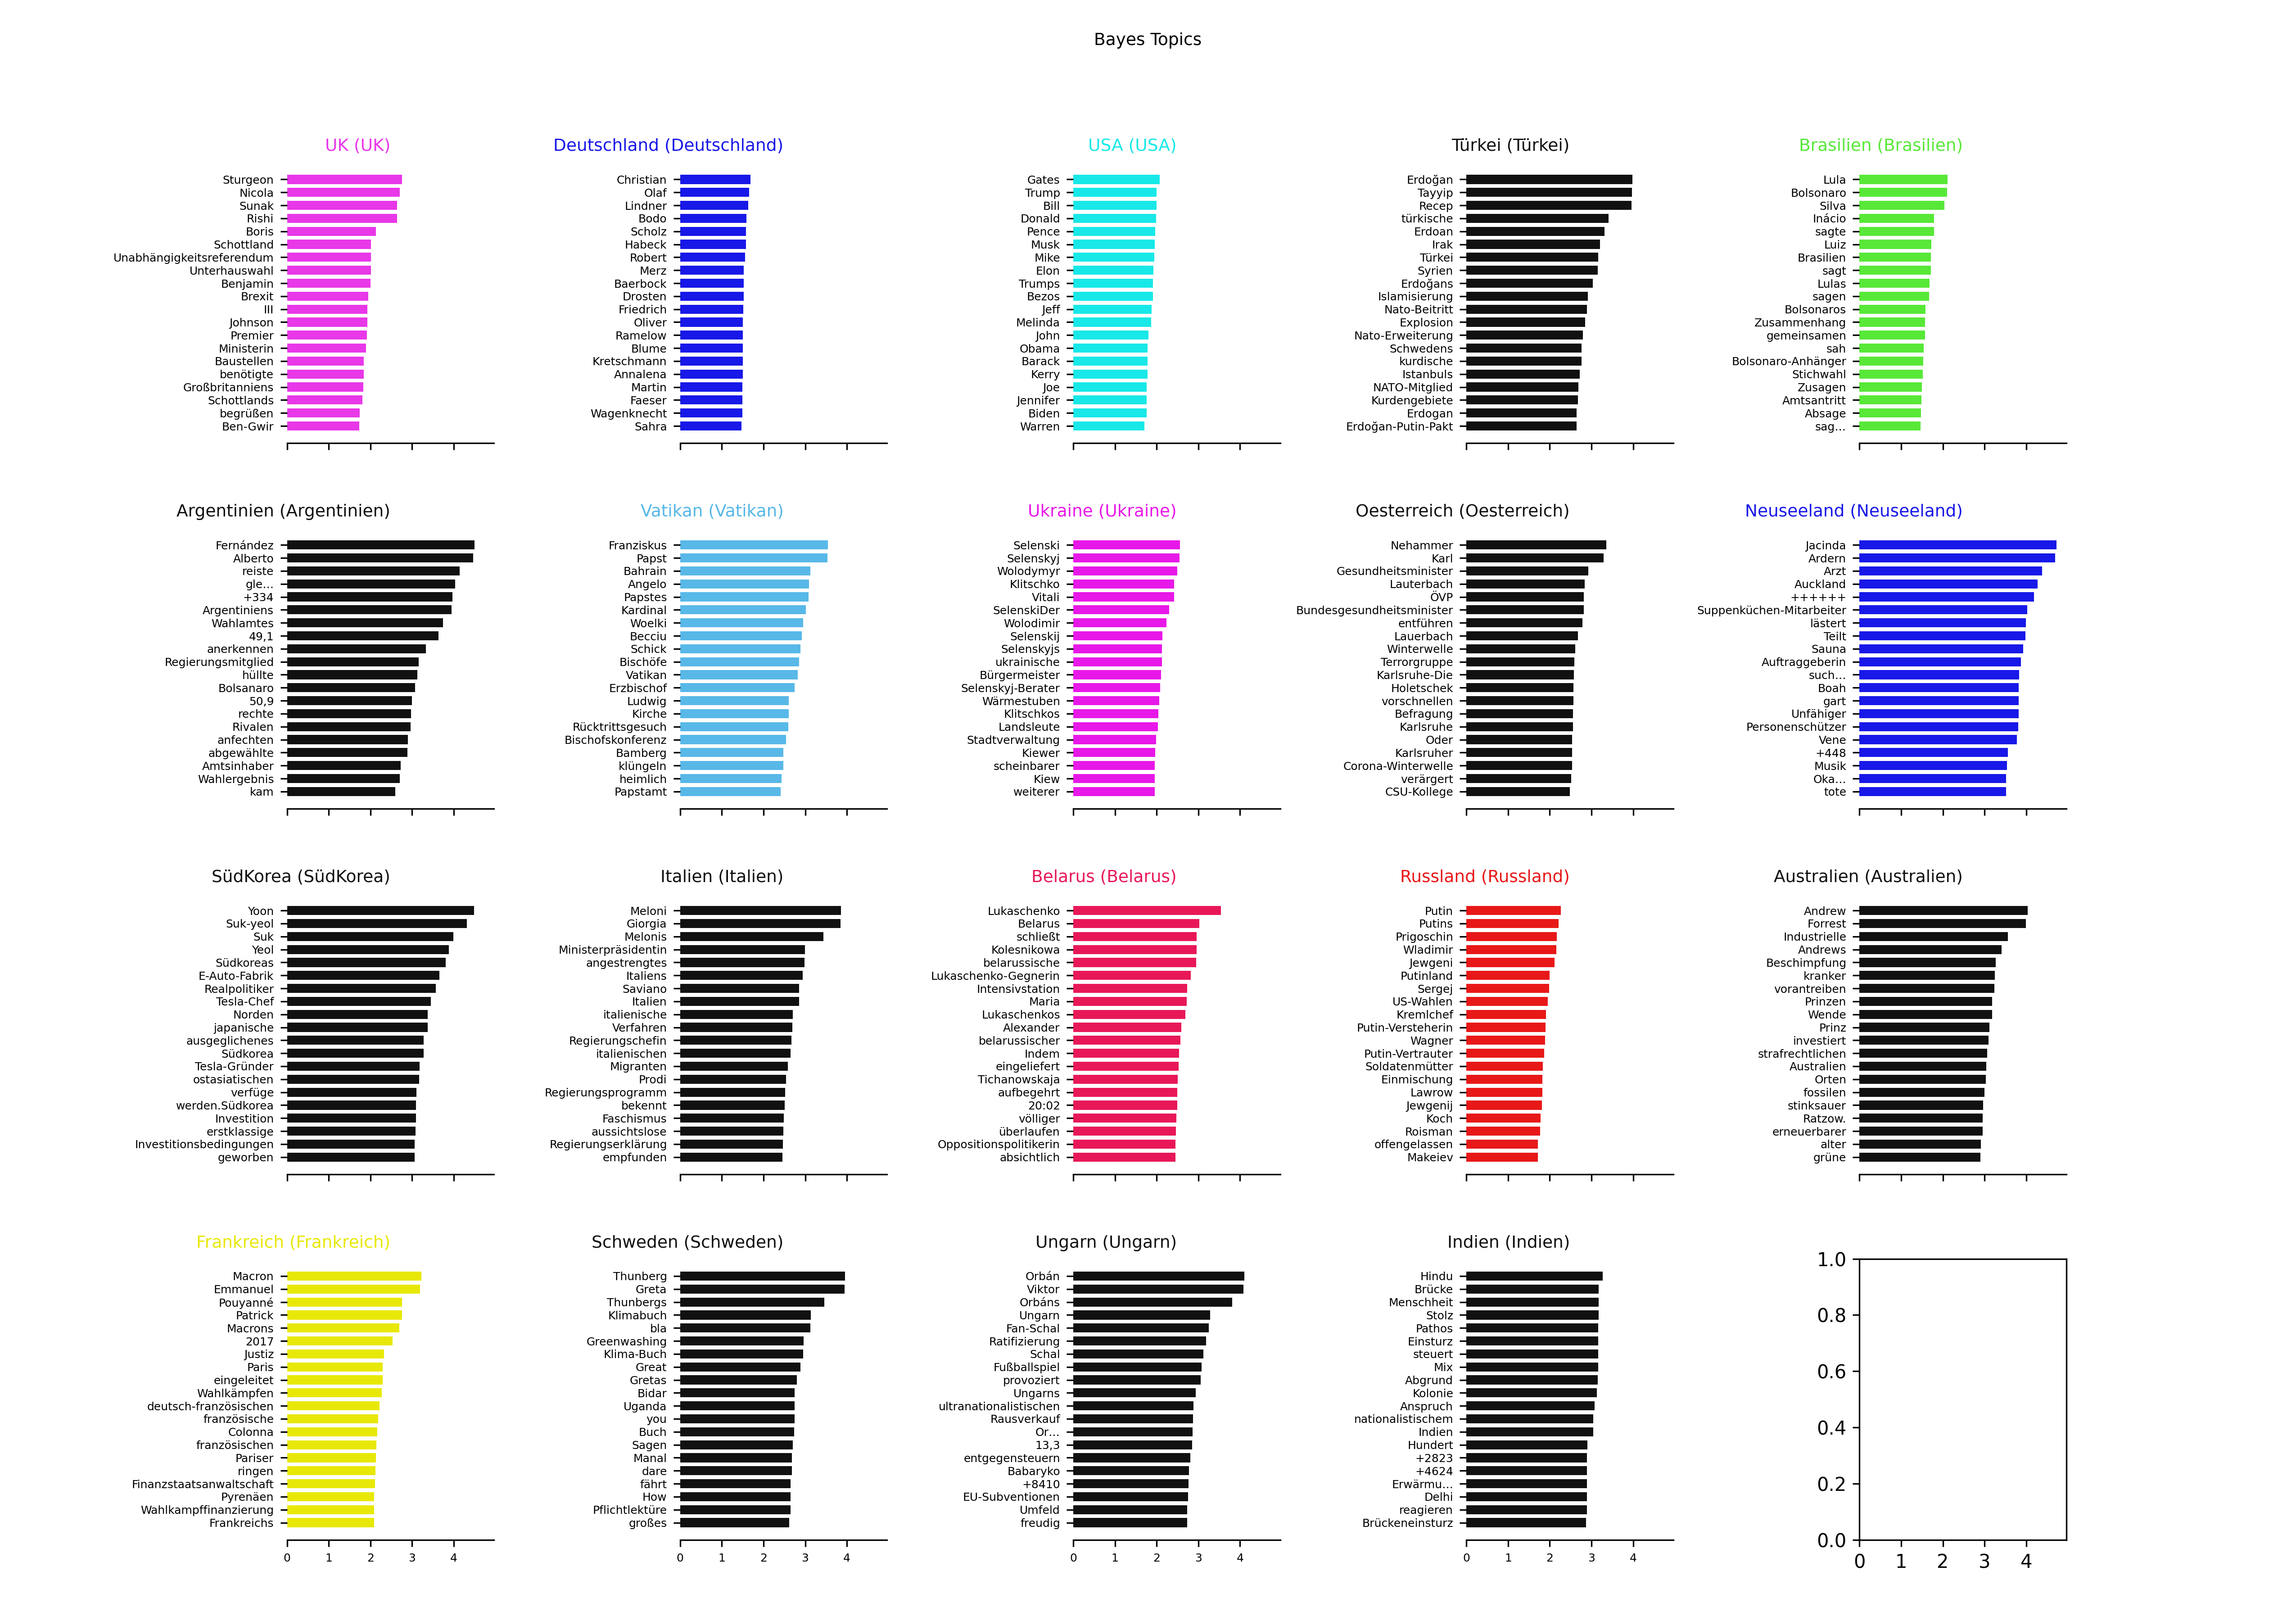 Bayes Topics
UK (UK)
Sturgeon
Nicola
Sunak
Rishi
Boris
Schottland
Unabhängigkeitsreferendum
Unterhauswahl
Benjamin
Brexit
III
Johnson
Premier
Ministerin
Baustellen
benötigte
Großbritanniens
Schottlands
begrüßen
Ben-Gwir
Deutschland (Deutschland)
Christian
Olaf
Lindner
Bodo
Scholz
Habeck
Robert
Merz
Baerbock
Drosten
Friedrich
Oliver
Ramelow
Blume
Kretschmann
Annalena
Martin
Faeser
Wagenknecht
Sahra
USA (USA)
Gates
Trump
Bill
Donald
Pence
Musk
Mike
Elon
Trumps
Bezos
Jeff
Melinda
John
Obama
Barack
Kerry
Joe
Jennifer
Biden
Warren
Türkei (Türkei)
Erdoğan
Tayyip
Recep
türkische
Erdoan
Irak
Türkei
Syrien
Erdoğans
Islamisierung
Nato-Beitritt
Explosion
Nato-Erweiterung
Schwedens
kurdische
Istanbuls
NATO-Mitglied
Kurdengebiete
Erdogan
Erdoğan-Putin-Pakt
Brasilien (Brasilien)
Lula
Bolsonaro
Silva
Inácio
sagte
Luiz
Brasilien
sagt
Lulas
sagen
Bolsonaros
Zusammenhang
gemeinsamen
sah
Bolsonaro-Anhänger
Stichwahl
Zusagen
Amtsantritt
Absage
sag…
Argentinien (Argentinien)
Fernández
Alberto
reiste
gle…
+334
Argentiniens
Wahlamtes
49,1
anerkennen
Regierungsmitglied
hüllte
Bolsanaro
50,9
rechte
Rivalen
anfechten
abgewählte
Amtsinhaber
Wahlergebnis
kam
Vatikan (Vatikan)
Franziskus
Papst
Bahrain
Angelo
Papstes
Kardinal
Woelki
Becciu
Schick
Bischöfe
Vatikan
Erzbischof
Ludwig
Kirche
Rücktrittsgesuch
Bischofskonferenz
Bamberg
klüngeln
heimlich
Papstamt
Ukraine (Ukraine)
Selenski
Selenskyj
Wolodymyr
Klitschko
Vitali
SelenskiDer
Wolodimir
Selenskij
Selenskyjs
ukrainische
Bürgermeister
Selenskyj-Berater
Wärmestuben
Klitschkos
Landsleute
Stadtverwaltung
Kiewer
scheinbarer
Kiew
weiterer
Oesterreich (Oesterreich)
Nehammer
Karl
Gesundheitsminister
Lauterbach
ÖVP
Bundesgesundheitsminister
entführen
Lauerbach
Winterwelle
Terrorgruppe
Karlsruhe-Die
Holetschek
vorschnellen
Befragung
Karlsruhe
Oder
Karlsruher
Corona-Winterwelle
verärgert
CSU-Kollege
Neuseeland (Neuseeland)
Jacinda
Ardern
Arzt
Auckland
++++++
Suppenküchen-Mitarbeiter
lästert
Teilt
Sauna
Auftraggeberin
such…
Boah
gart
Unfähiger
Personenschützer
Vene
+448
Musik
Oka…
tote
SüdKorea (SüdKorea)
Yoon
Suk-yeol
Suk
Yeol
Südkoreas
E-Auto-Fabrik
Realpolitiker
Tesla-Chef
Norden
japanische
ausgeglichenes
Südkorea
Tesla-Gründer
ostasiatischen
verfüge
werden.Südkorea
Investition
erstklassige
Investitionsbedingungen
geworben
Italien (Italien)
Meloni
Giorgia
Melonis
Ministerpräsidentin
angestrengtes
Italiens
Saviano
Italien
italienische
Verfahren
Regierungschefin
italienischen
Migranten
Prodi
Regierungsprogramm
bekennt
Faschismus
aussichtslose
Regierungserklärung
empfunden
Belarus (Belarus)
Lukaschenko
Belarus
schließt
Kolesnikowa
belarussische
Lukaschenko-Gegnerin
Intensivstation
Maria
Lukaschenkos
Alexander
belarussischer
Indem
eingeliefert
Tichanowskaja
aufbegehrt
20:02
völliger
überlaufen
Oppositionspolitikerin
absichtlich
Russland (Russland)
Putin
Putins
Prigoschin
Wladimir
Jewgeni
Putinland
Sergej
US-Wahlen
Kremlchef
Putin-Versteherin
Wagner
Putin-Vertrauter
Soldatenmütter
Einmischung
Lawrow
Jewgenij
Koch
Roisman
offengelassen
Makeiev
Australien (Australien)
Andrew
Forrest
Industrielle
Andrews
Beschimpfung
kranker
vorantreiben
Prinzen
Wende
Prinz
investiert
strafrechtlichen
Australien
Orten
fossilen
stinksauer
Ratzow.
erneuerbarer
alter
grüne
Frankreich (Frankreich)
Macron
Emmanuel
Pouyanné
Patrick
Macrons
2017
Justiz
Paris
eingeleitet
Wahlkämpfen
deutsch-französischen
französische
Colonna
französischen
Pariser
ringen
Finanzstaatsanwaltschaft
Pyrenäen
Wahlkampffinanzierung
Frankreichs
0 1 2 3 4
Schweden (Schweden)
Thunberg
Greta
Thunbergs
Klimabuch
bla
Greenwashing
Klima-Buch
Great
Gretas
Bidar
Uganda
you
Buch
Sagen
Manal
dare
fährt
How
Pflichtlektüre
großes
0 1 2 3 4
Ungarn (Ungarn)
Orbán
Viktor
Orbáns
Ungarn
Fan-Schal
Ratifizierung
Schal
Fußballspiel
provoziert
Ungarns
ultranationalistischen
Rausverkauf
Or…
13,3
entgegensteuern
Babaryko
+8410
EU-Subventionen
Umfeld
freudig
0 1 2 3 4
Indien (Indien)
Hindu
Brücke
Menschheit
Stolz
Pathos
Einsturz
steuert
Mix
Abgrund
Kolonie
Anspruch
nationalistischem
Indien
Hundert
+2823
+4624
Erwärmu…
Delhi
reagieren
Brückeneinsturz
0 1 2 3 4
1.0
0.8
0.6
0.4
0.2
0.0
0 1 2 3 4